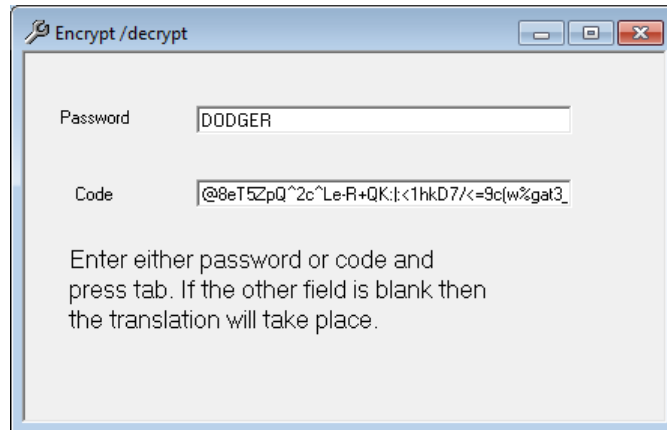 Encrypt /decrypt
Password
DODGER
Code
@8eT5ZpQ^2c^Le-R+QK:|:<1hkD7/<=9c(w%gat3_
Enter either password or code and
press tab. If the other field is blank then
the translation will take place.